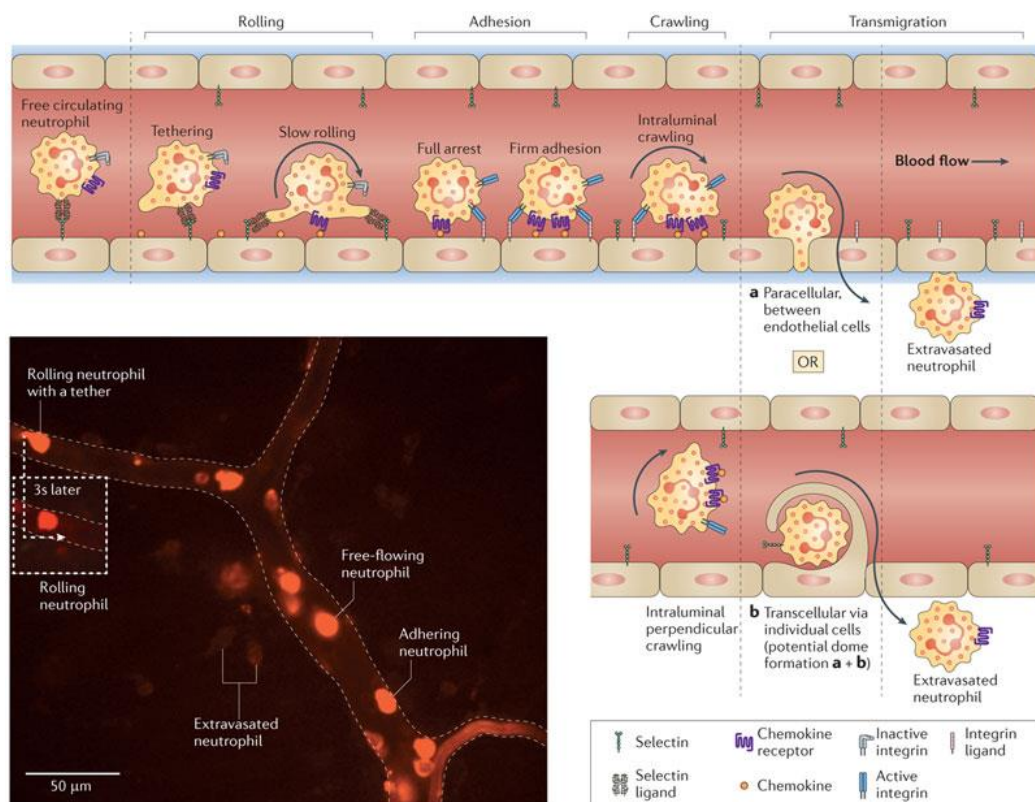 Rolling
Adhesion
Crawling
Transmigration
Free circulating
neutrophil
Tethering
Slow rolling
Full arrest
Firm adhesion
Intraluminal
crawling
Blood flow
a Paracellular,
between
endothelial cells
OR
Extravasated
neutrophil
Rolling neutrophil
with a tether
3s later
Rolling
neutrophil
Free-flowing
neutrophil
Adhering
neutrophil
Extravasated
neutrophil
50 μm
Intraluminal
perpendicular
crawling
b Transcellular via
individual cells
(potential dome
formation a + b)
Extravasated
neutrophil
Selectin
Chemokine
receptor
Inactive
integrin
Integrin
ligand
Selectin
ligand
Chemokine
Active
integrin